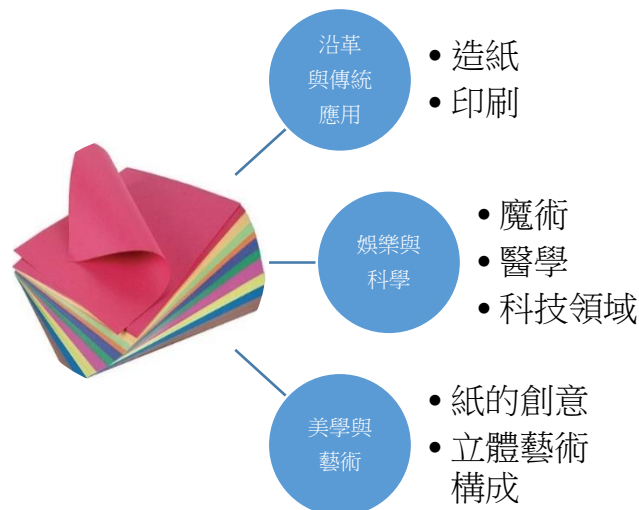 沿革
與傳統
應用
• 造紙
• 印刷
娛樂與
科學
• 魔術
• 醫學
• 科技領域
美學與
藝術
• 紙的創意
• 立體藝術
構成